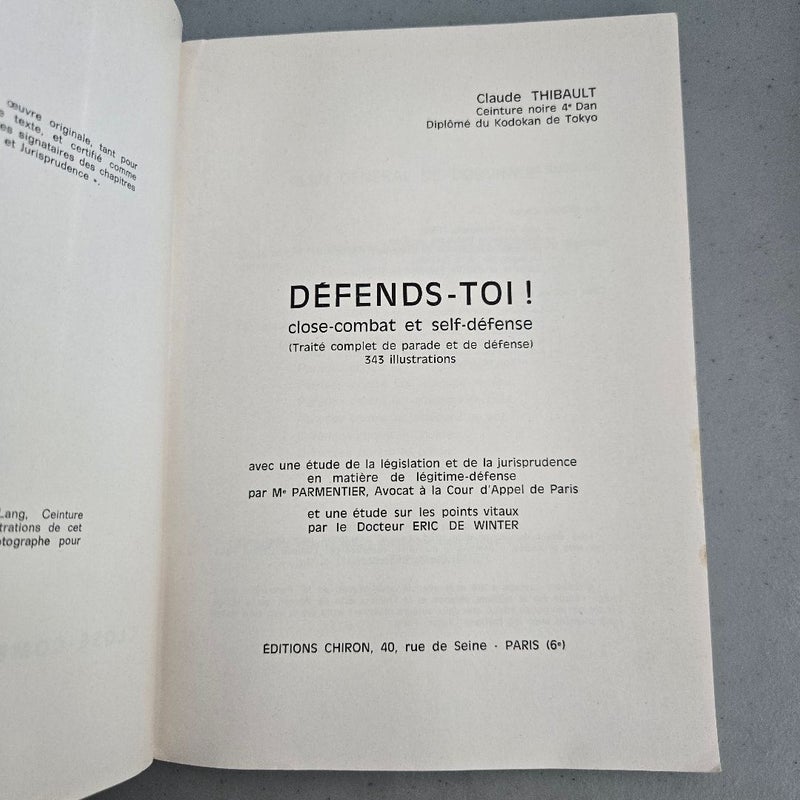 œuvre originale, tant pour
texte, et certifié comme
es signataires des chapitres
et Jurisprudence ».
Lang, Ceinture
trations de cet
otographe pour
Claude THIBAULT
Ceinture noire 4e Dan
Diplômé du Kodokan de Tokyo
DÉFENDS-TOI !
close-combat et self-défense
(Traité complet de parade et de défense)
343 illustrations
avec une étude de la législation et de la jurisprudence
en matière de légitime-défense
par Me PARMENTIER, Avocat à la Cour d'Appel de Paris
et une étude sur les points vitaux
par le Docteur ERIC DE WINTER
ÉDITIONS CHIRON, 40, rue de Seine - PARIS (6e)